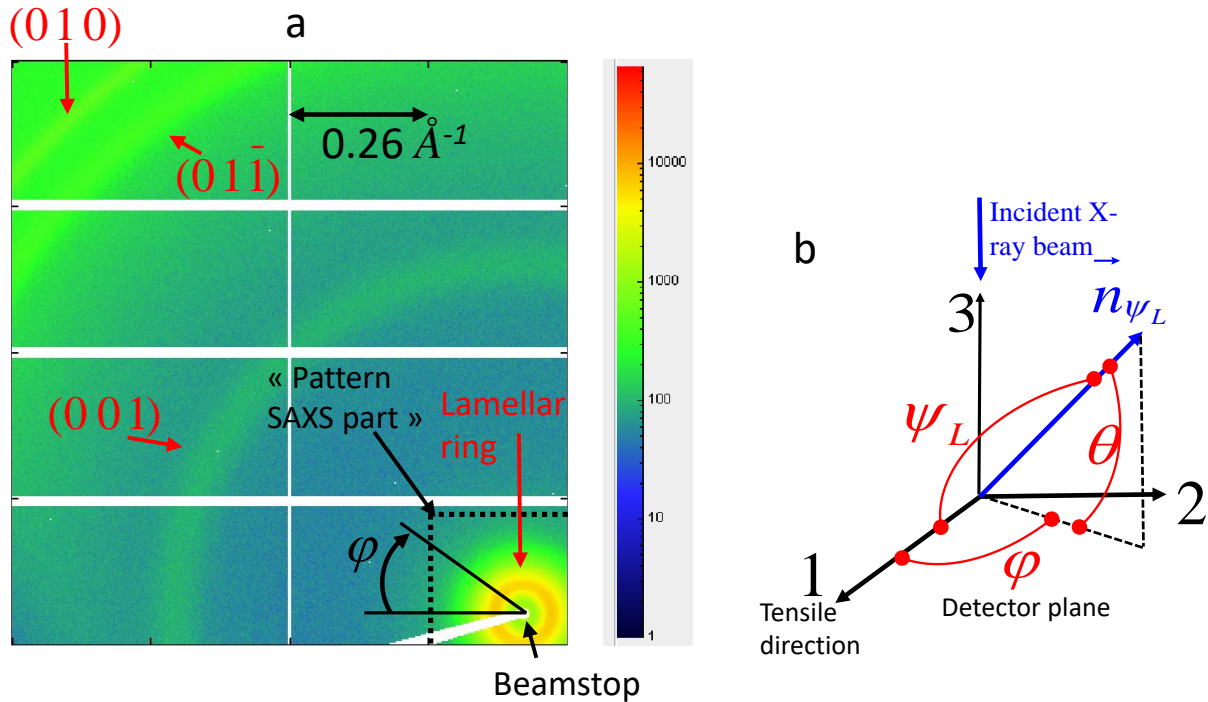 a
(0 1 0)
0.26 Å⁻¹
(0 1 1̄)
« Pattern
SAXS part »
Lamellar
ring
(0 0 1)
φ
Beamstop
10000
1000
100
10
1
b
Incident X-
ray beam
n⃗ψL
3
ψL
θ
2
1
φ
Tensile
direction
Detector plane